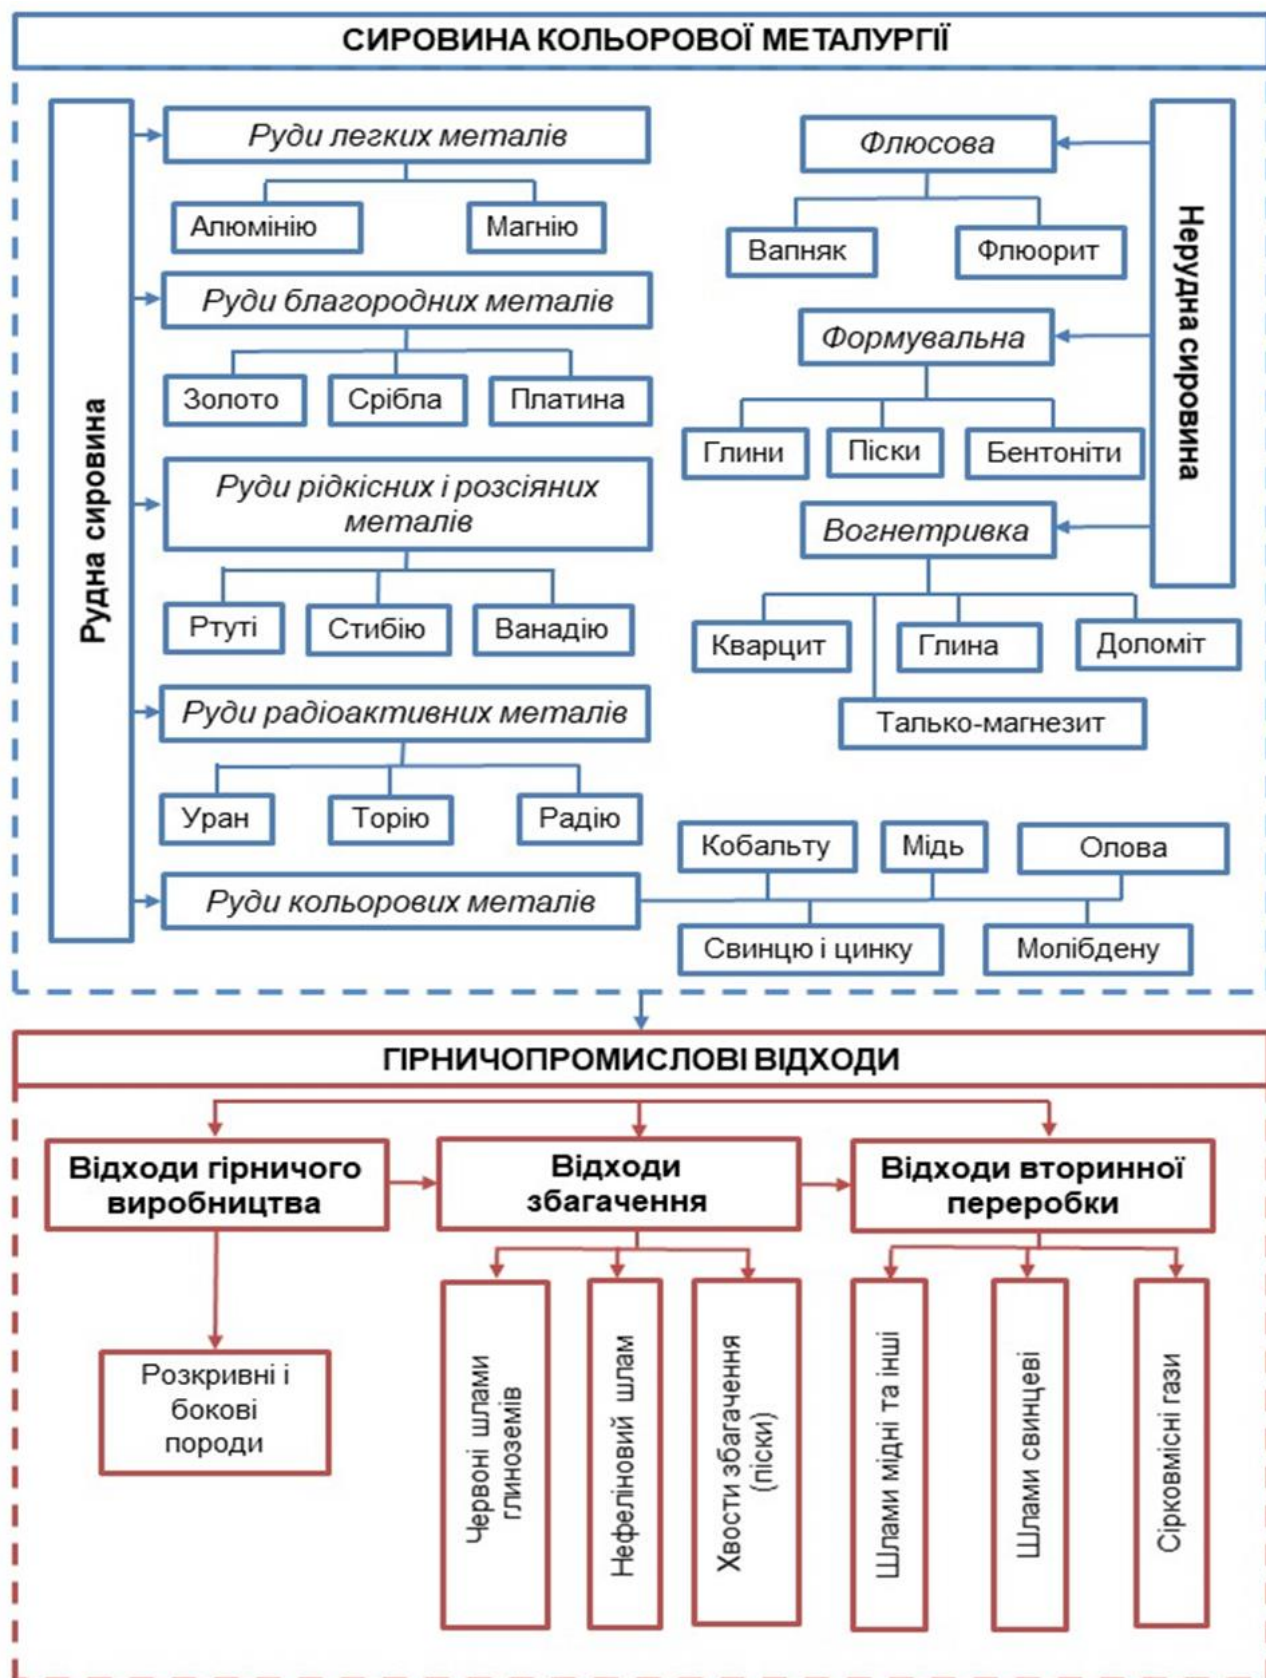 СИРОВИНА КОЛЬОРОВОЇ МЕТАЛУРГІЇ
Рудна сировина
Руди легких металів
Алюмінію
Магнію
Руди благородних металів
Золото
Срібла
Платина
Руди рідкісних і розсіяних
металів
Ртуті
Стибію
Ванадію
Руди радіоактивних металів
Уран
Торію
Радію
Руди кольорових металів
Кобальту
Мідь
Олова
Свинцю і цинку
Молібдену
Нерудна сировина
Флюсова
Вапняк
Флюорит
Формувальна
Глини
Піски
Бентоніти
Вогнетривка
Кварцит
Глина
Доломіт
Талько-магнезит
ГІРНИЧОПРОМИСЛОВІ ВІДХОДИ
Відходи гірничого
виробництва
Розкривні і
бокові
породи
Відходи
збагачення
Червоні шлами
глиноземів
Нефеліновий шлам
Хвости збагачення
(піски)
Відходи вторинної
переробки
Шлами мідні та інші
Шлами свинцеві
Сірковмісні гази